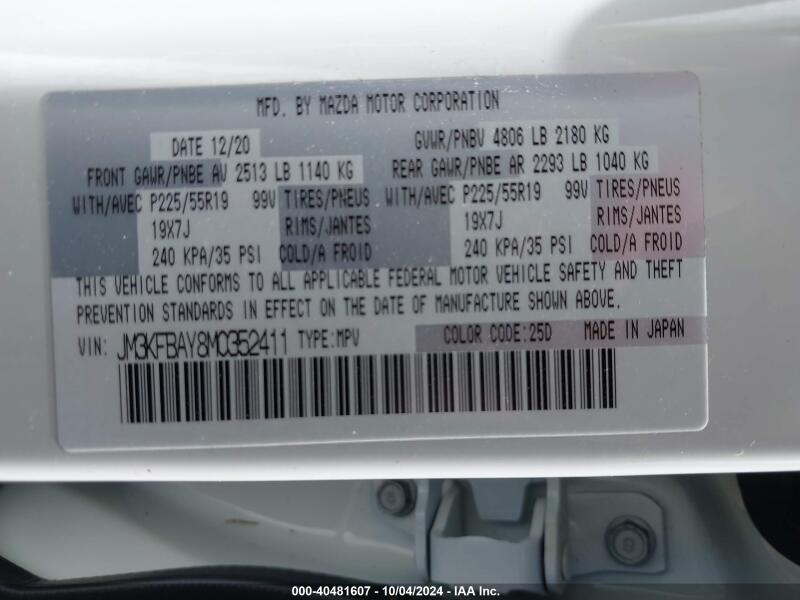 MFD. BY MAZDA MOTOR CORPORATION
DATE 12/20 GVWR/PNBV 4806 LB 2180 KG
FRONT GAWR/PNBE AV 2513 LB 1140 KG REAR GAWR/PNBE AR 2293 LB 1040 KG
WITH/AVEC P225/55R19 99V TIRES/PNEUS WITH/AVEC P225/55R19 99V TIRES/PNEUS
19X7J RIMS/JANTES 19X7J RIMS/JANTES
240 KPA/35 PSI COLD/A FROID 240 KPA/35 PSI COLD/A FROID
THIS VEHICLE CONFORMS TO ALL APPLICABLE FEDERAL MOTOR VEHICLE SAFETY AND THEFT
PREVENTION STANDARDS IN EFFECT ON THE DATE OF MANUFACTURE SHOWN ABOVE.
VIN: JM3KFBAY8M0352411 TYPE:MPV COLOR CODE:25D MADE IN JAPAN
000-40481607 - 10/04/2024 - IAA Inc.